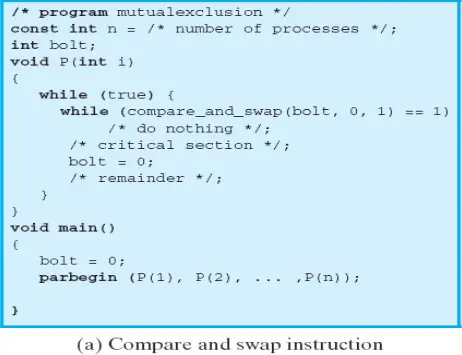 /* program mutualexclusion */
const int n = /* number of processes */;
int bolt;
void P(int i)
{
while (true) {
while (compare_and_swap(bolt, 0, 1) == 1)
/* do nothing */;
/* critical section */;
bolt = 0;
/* remainder */;
}
}
void main()
{
bolt = 0;
parbegin (P(1), P(2), ... ,P(n));
}
(a) Compare and swap instruction